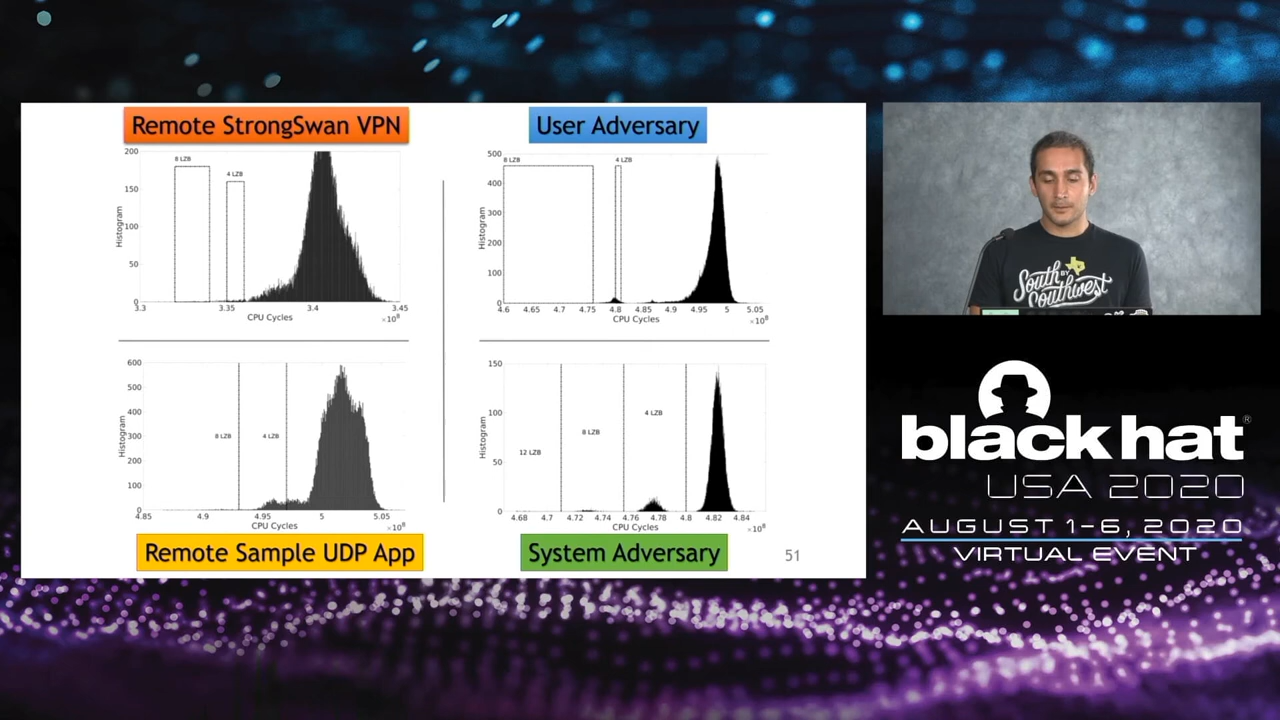 Remote StrongSwan VPN
200
150
100
50
0
Histogram
8 LZB
4 LZB
3.3
3.35
3.4
3.45
CPU Cycles
×10⁸
User Adversary
500
400
300
200
100
0
Histogram
8 LZB
4 LZB
4.6
4.65
4.7
4.75
4.8
4.85
4.9
4.95
5
5.05
CPU Cycles
×10⁸
600
500
400
300
200
100
0
Histogram
8 LZB
4 LZB
4.85
4.9
4.95
5
5.05
CPU Cycles
×10⁸
Remote Sample UDP App
150
100
50
0
Histogram
12 LZB
8 LZB
4 LZB
4.68
4.7
4.72
4.74
4.76
4.78
4.8
4.82
4.84
CPU Cycles
×10⁸
System Adversary
51
South BY
Southwest
black hat®
USA 2020
AUGUST 1-6, 2020
VIRTUAL EVENT